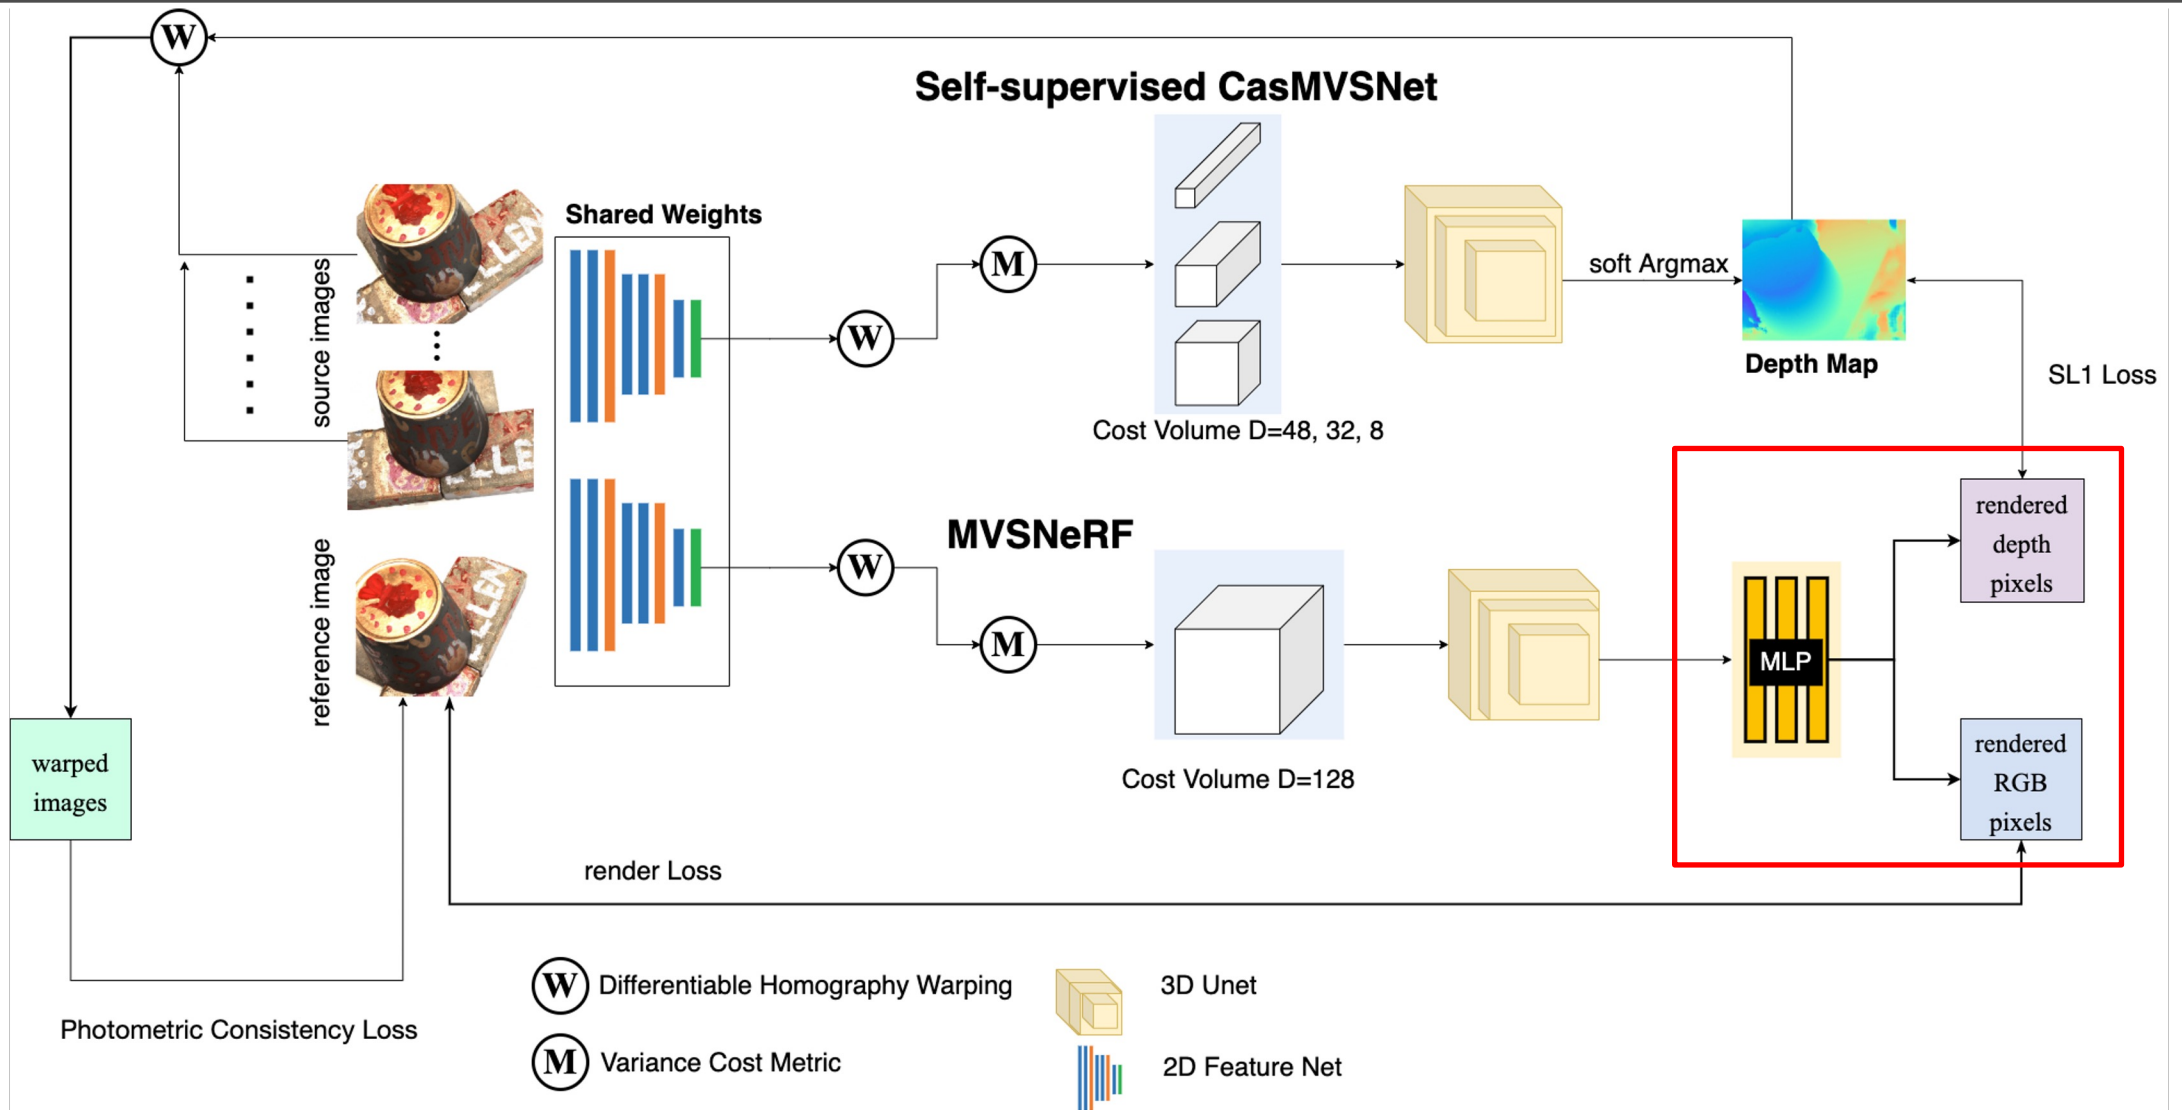 W
Self-supervised CasMVSNet
Shared Weights
source images
M
W
soft Argmax
Depth Map
SL1 Loss
Cost Volume D=48, 32, 8
MVSNeRF
reference image
W
M
MLP
rendered
depth
pixels
rendered
RGB
pixels
Cost Volume D=128
warped
images
render Loss
Photometric Consistency Loss
W Differentiable Homography Warping
3D Unet
M Variance Cost Metric
2D Feature Net